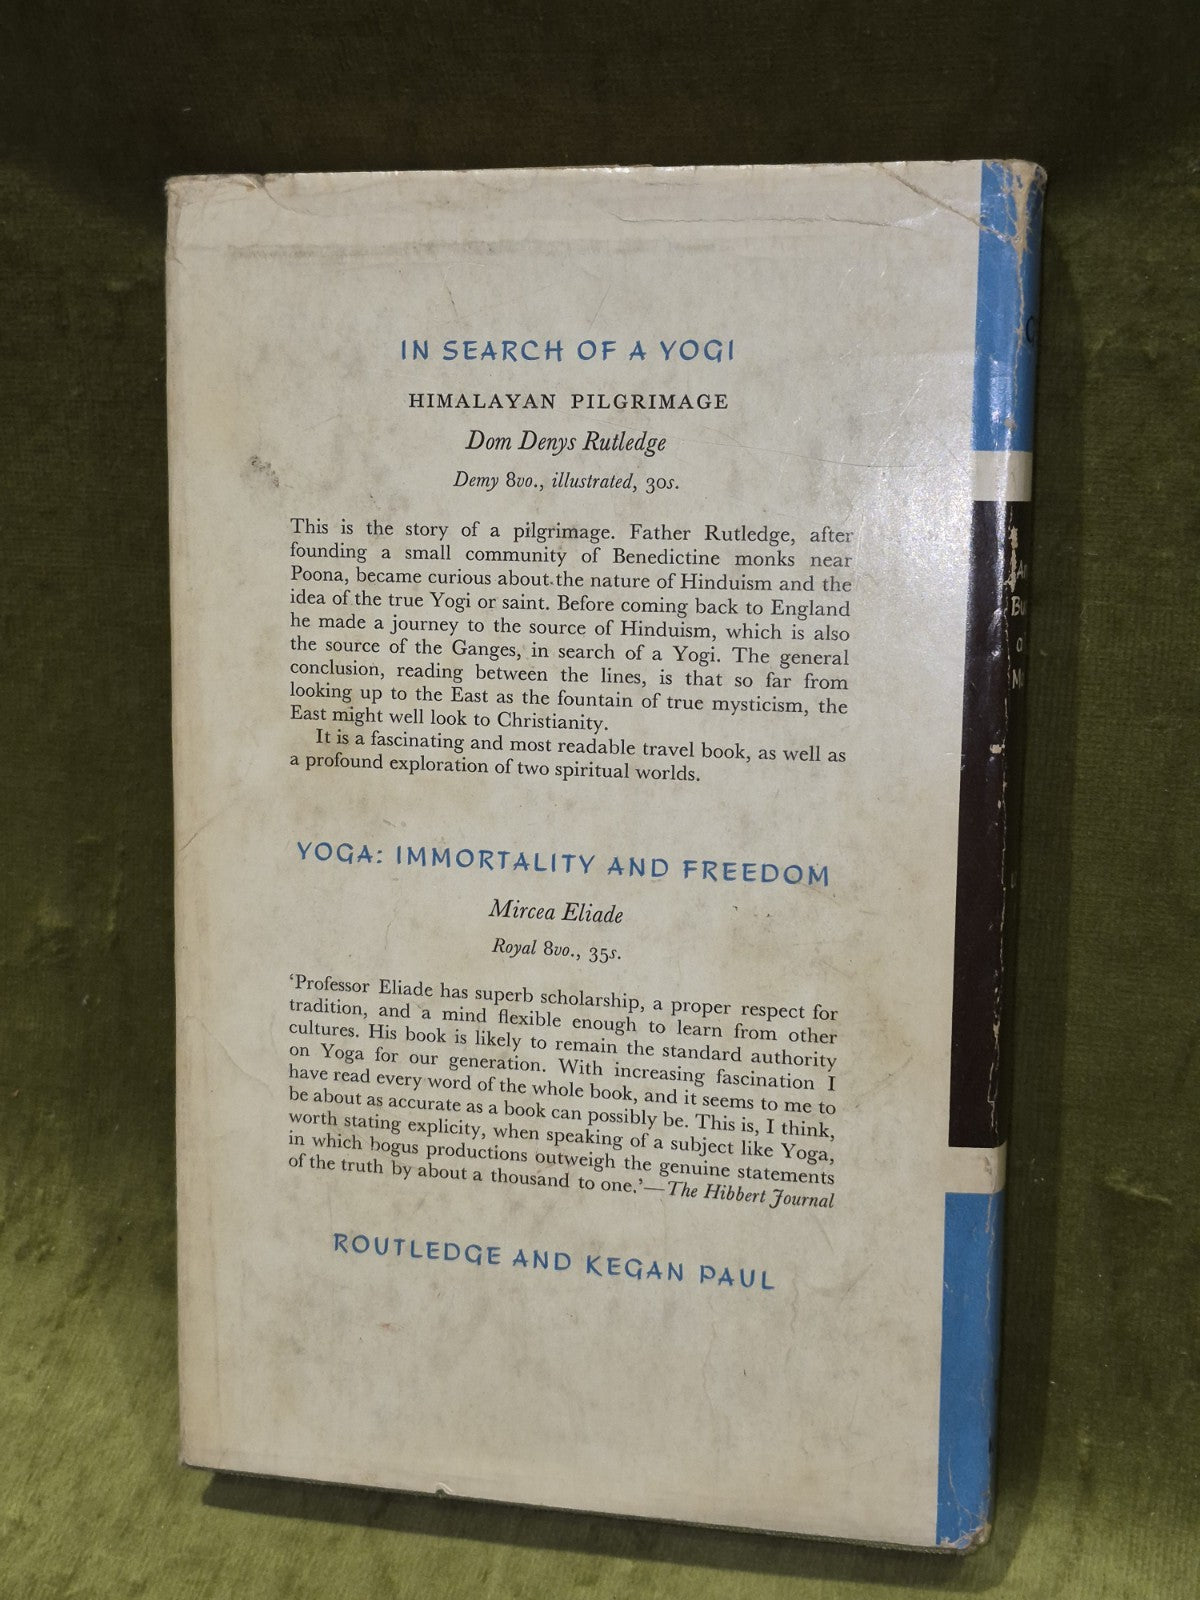 IN SEARCH OF A YOGI
HIMALAYAN PILGRIMAGE
Dom Denys Rutledge
Demy 8vo., illustrated, 30s.
This is the story of a pilgrimage. Father Rutledge, after
founding a small community of Benedictine monks near
Poona, became curious about the nature of Hinduism and the
idea of the true Yogi or saint. Before coming back to England
he made a journey to the source of Hinduism, which is also
the source of the Ganges, in search of a Yogi. The general
conclusion, reading between the lines, is that so far from
looking up to the East as the fountain of true mysticism, the
East might well look to Christianity.
It is a fascinating and most readable travel book, as well as
a profound exploration of two spiritual worlds.
YOGA: IMMORTALITY AND FREEDOM
Mircea Eliade
Royal 8vo., 35s.
‘Professor Eliade has superb scholarship, a proper respect for
tradition, and a mind flexible enough to learn from other
cultures. His book is likely to remain the standard authority
on Yoga for our generation. With increasing fascination I
have read every word of the whole book, and it seems to me to
be about as accurate as a book can possibly be. This is, I think,
worth stating explicity, when speaking of a subject like Yoga,
in which bogus productions outweigh the genuine statements
of the truth by about a thousand to one.’—The Hibbert Journal
ROUTLEDGE AND KEGAN PAUL